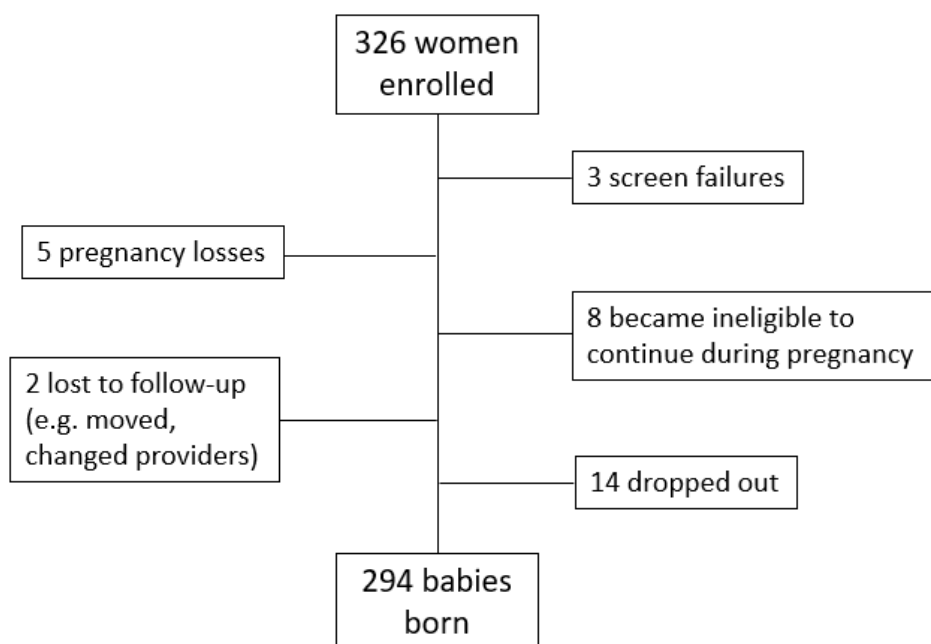 326 women
enrolled
3 screen failures
5 pregnancy losses
8 became ineligible to
continue during pregnancy
2 lost to follow-up
(e.g. moved,
changed providers)
14 dropped out
294 babies
born